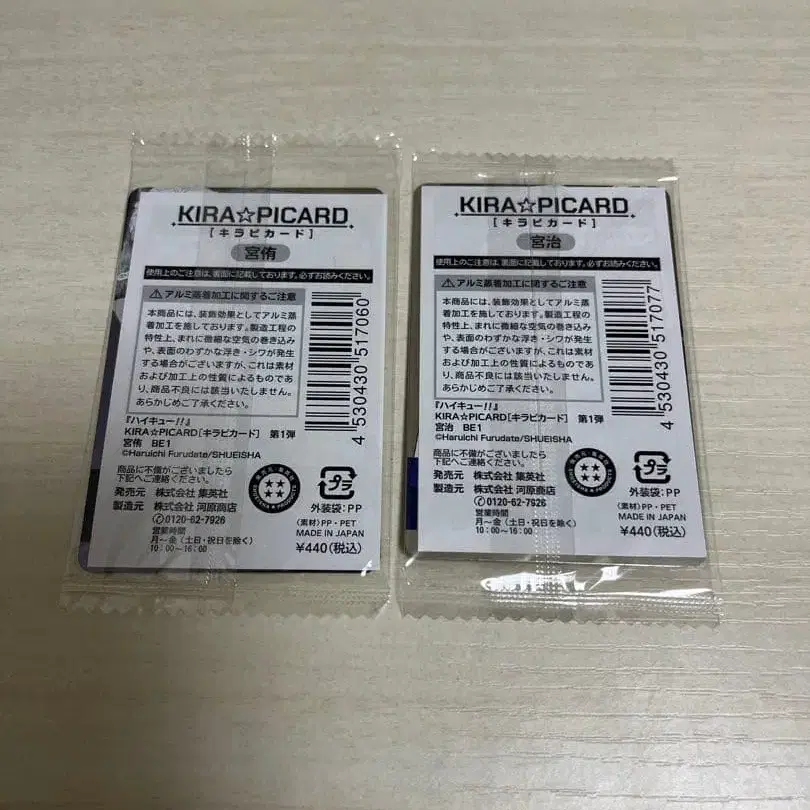 KIRA☆PICARD
[キラピカード]
宮侑
使用上のご注意は、裏面に記載しております。必ずお読みください。
⚠アルミ蒸着加工に関するご注意
本商品には、装飾効果としてアルミ蒸
着加工を施しております。製造工程の
特性上、まれに微細な空気の巻き込み
や、表面のわずかな浮き・シワが発生
する場合がございますが、これは素材
および加工上の性質によるものであ
り、商品不良には該当いたしません。
あらかじめご了承ください。
4 530430 517060
『ハイキュー!!』
KIRA☆PICARD[キラピカード] 第1弾
宮侑 BE1
©Haruichi Furudate/SHUEISHA
商品に不備がございましたら
下記へご連絡ください。
発売元 株式会社 集英社
製造元 株式会社 河原商店
✆0120-62-7926
営業時間
月~金(土日・祝日を除く)
10:00~16:00
プラ
外装袋:PP
〈素材〉PP・PET
MADE IN JAPAN
¥440(税込)
KIRA☆PICARD
[キラピカード]
宮治
使用上のご注意は、裏面に記載しております。必ずお読みください。
⚠アルミ蒸着加工に関するご注意
本商品には、装飾効果としてアルミ蒸
着加工を施しております。製造工程の
特性上、まれに微細な空気の巻き込み
や、表面のわずかな浮き・シワが発生
する場合がございますが、これは素材
および加工上の性質によるものであ
り、商品不良には該当いたしません。
あらかじめご了承ください。
4 530430 517077
『ハイキュー!!』
KIRA☆PICARD[キラピカード] 第1弾
宮治 BE1
©Haruichi Furudate/SHUEISHA
商品に不備がございましたら
下記へご連絡ください。
発売元 株式会社 集英社
製造元 株式会社 河原商店
✆0120-62-7926
営業時間
月~金(土日・祝日を除く)
10:00~16:00
プラ
外装袋:PP
〈素材〉PP・PET
MADE IN JAPAN
¥440(税込)